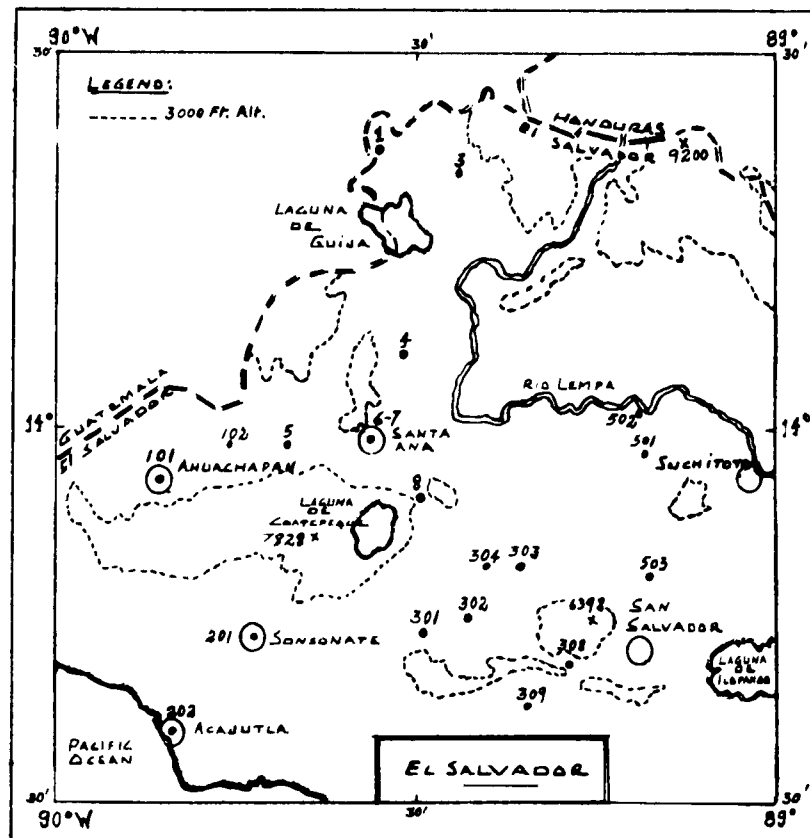 90°W
30'
89°
30'
30'
LEGEND:
3000 Ft. Alt.
HANDURAS
El SALVADOR
9200
1
3
LAGUNA
DE
GÜIJA
4
GUATEMALA
El SALVADOR
RIO LEMPA
14°
14°
102
5
6-7
SANTA
ANA
502
501
101
AHUACHAPAN
SUCHITOTO
8
LAGUNA
DE
COATEPEQUE
7828 x
304
303
503
301
302
6398
x
SAN
SALVADOR
201
SONSONATE
308
LAGUNA
DE
ILOPANGO
309
202
ACAJUTLA
PACIFIC
OCEAN
EL SALVADOR
30'
30'
90°W
30'
89°